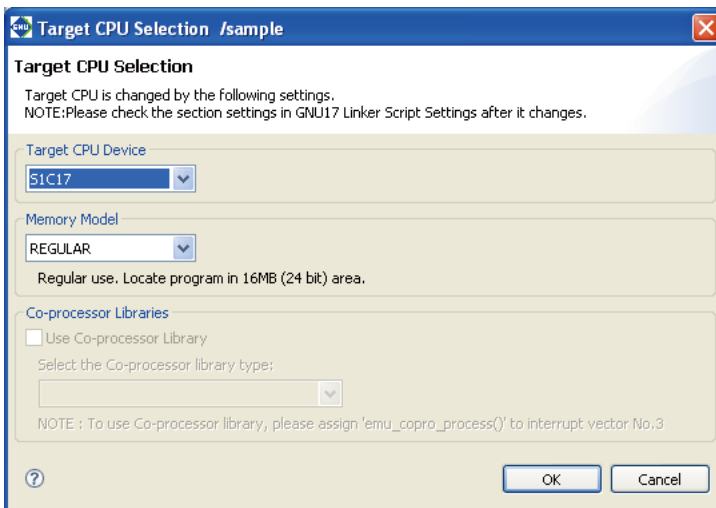 GNU Target CPU Selection /sample
Target CPU Selection
Target CPU is changed by the following settings.
NOTE:Please check the section settings in GNU17 Linker Script Settings after it changes.
Target CPU Device
S1C17
Memory Model
REGULAR
Regular use. Locate program in 16MB (24 bit) area.
Co-processor Libraries
Use Co-processor Library
Select the Co-processor library type:
NOTE : To use Co-processor library, please assign 'emu_copro_process()' to interrupt vector No.3
? OK Cancel